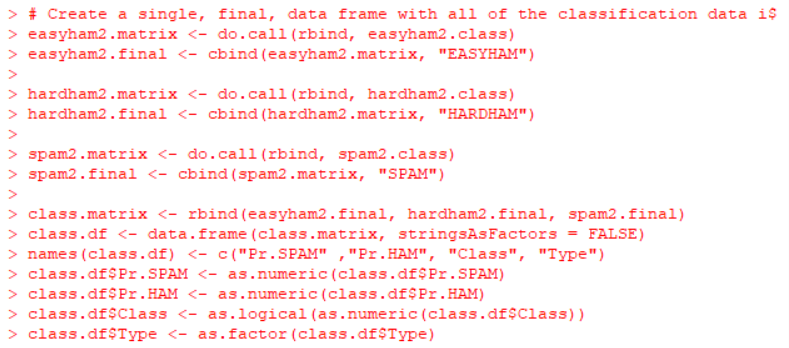 > # Create a single, final, data frame with all of the classification data i$
> easyham2.matrix <- do.call(rbind, easyham2.class)
> easyham2.final <- cbind(easyham2.matrix, "EASYHAM")
>
> hardham2.matrix <- do.call(rbind, hardham2.class)
> hardham2.final <- cbind(hardham2.matrix, "HARDHAM")
>
> spam2.matrix <- do.call(rbind, spam2.class)
> spam2.final <- cbind(spam2.matrix, "SPAM")
>
> class.matrix <- rbind(easyham2.final, hardham2.final, spam2.final)
> class.df <- data.frame(class.matrix, stringsAsFactors = FALSE)
> names(class.df) <- c("Pr.SPAM" ,"Pr.HAM", "Class", "Type")
> class.df$Pr.SPAM <- as.numeric(class.df$Pr.SPAM)
> class.df$Pr.HAM <- as.numeric(class.df$Pr.HAM)
> class.df$Class <- as.logical(as.numeric(class.df$Class))
> class.df$Type <- as.factor(class.df$Type)